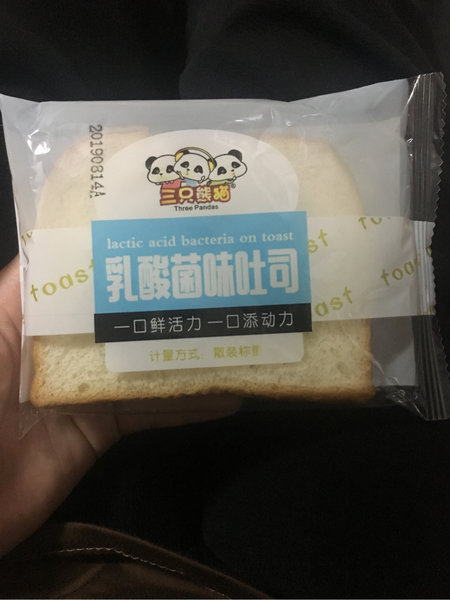 20190814A
三只熊猫®
Three Pandas
lactic acid bacteria on toast
乳酸菌味吐司
一口鲜活力 一口添动力
计量方式：散装称重
toast
toast
toast